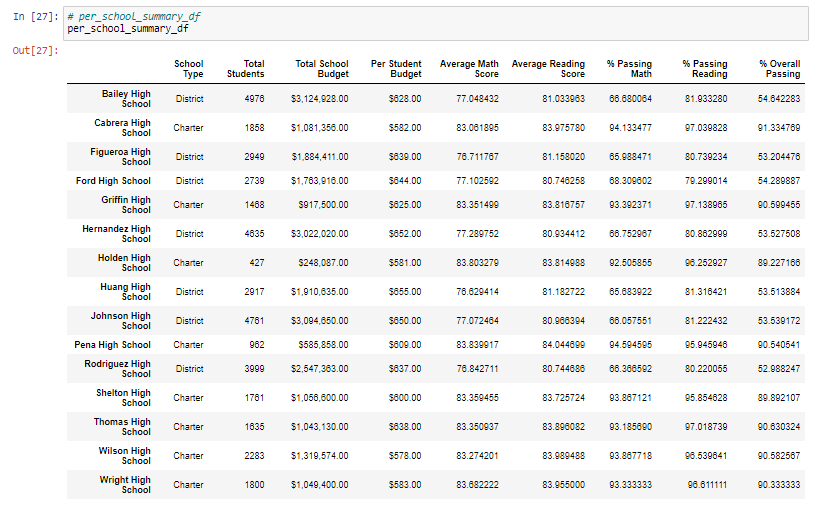 In [27]: # per_school_summary_df
per_school_summary_df
Out[27]:
School Type Total Students Total School Budget Per Student Budget Average Math Score Average Reading Score % Passing Math % Passing Reading % Overall Passing
Bailey High School District 4976 $3,124,928.00 $628.00 77.048432 81.033963 66.680064 81.933280 54.642283
Cabrera High School Charter 1858 $1,081,356.00 $582.00 83.061895 83.975780 94.133477 97.039828 91.334769
Figueroa High School District 2949 $1,884,411.00 $639.00 76.711767 81.158020 65.988471 80.739234 53.204476
Ford High School District 2739 $1,763,916.00 $644.00 77.102592 80.746258 68.309602 79.299014 54.289887
Griffin High School Charter 1468 $917,500.00 $625.00 83.351499 83.816757 93.392371 97.138965 90.599455
Hernandez High School District 4635 $3,022,020.00 $652.00 77.289752 80.934412 66.752967 80.862999 53.527508
Holden High School Charter 427 $248,087.00 $581.00 83.803279 83.814988 92.505855 96.252927 89.227166
Huang High School District 2917 $1,910,635.00 $655.00 76.629414 81.182722 65.683922 81.316421 53.513884
Johnson High School District 4761 $3,094,650.00 $650.00 77.072464 80.966394 66.057551 81.222432 53.539172
Pena High School Charter 962 $585,858.00 $609.00 83.839917 84.044699 94.594595 95.945946 90.540541
Rodriguez High School District 3999 $2,547,363.00 $637.00 76.842711 80.744686 66.366592 80.220055 52.988247
Shelton High School Charter 1761 $1,056,600.00 $600.00 83.359455 83.725724 93.867121 95.854628 89.892107
Thomas High School Charter 1635 $1,043,130.00 $638.00 83.350937 83.896082 93.185690 97.018739 90.630324
Wilson High School Charter 2283 $1,319,574.00 $578.00 83.274201 83.989488 93.867718 96.539641 90.582567
Wright High School Charter 1800 $1,049,400.00 $583.00 83.682222 83.955000 93.333333 96.611111 90.333333